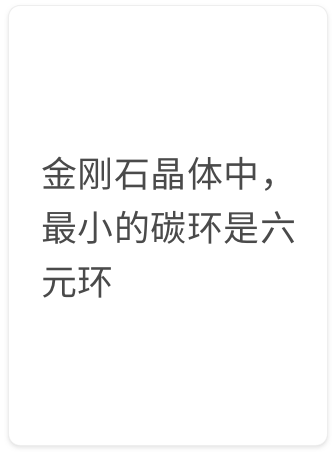 金刚石晶体中，
最小的碳环是六
元环